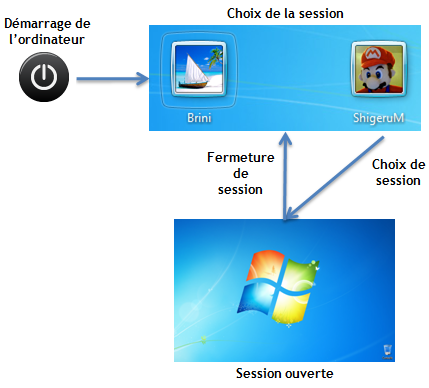 Choix de la session
Démarrage de
l'ordinateur
Brini
ShigeruM
Fermeture
de
session
Choix de
session
Session ouverte